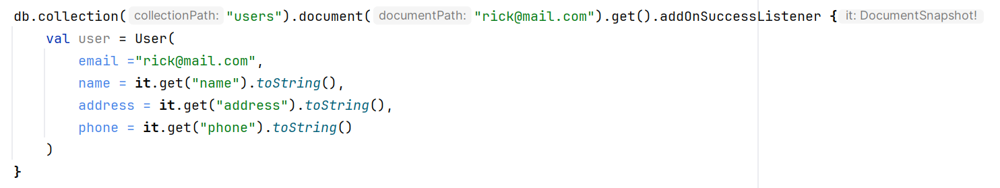 db.collection( collectionPath: "users").document( documentPath: "rick@mail.com").get().addOnSuccessListener { it: DocumentSnapshot!
    val user = User(
        email ="rick@mail.com",
        name = it.get("name").toString(),
        address = it.get("address").toString(),
        phone = it.get("phone").toString()
    )
}